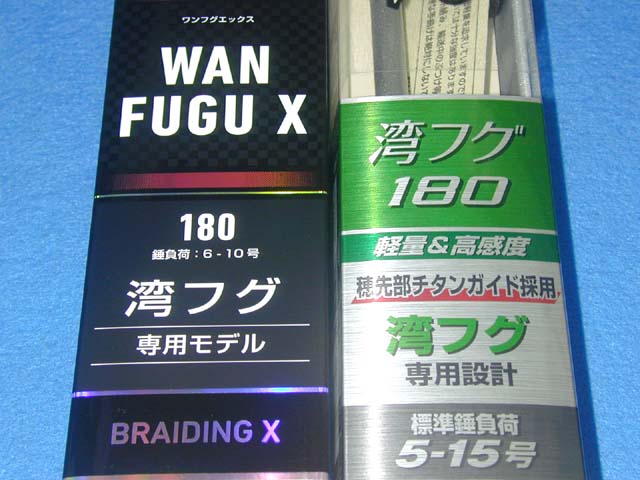 ワンフグエックス
WAN
FUGU X
180
錘負荷:6-10号
湾フグ
専用モデル
BRAIDING X
湾フグ
180
軽量&高感度
穂先部チタンガイド採用
湾フグ
専用設計
標準錘負荷
5-15号